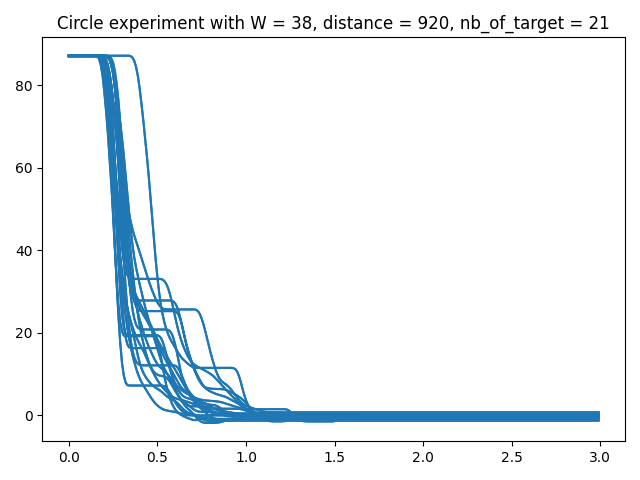 Circle experiment with W = 38, distance = 920, nb_of_target = 21
80
60
40
20
0
0.0 0.5 1.0 1.5 2.0 2.5 3.0